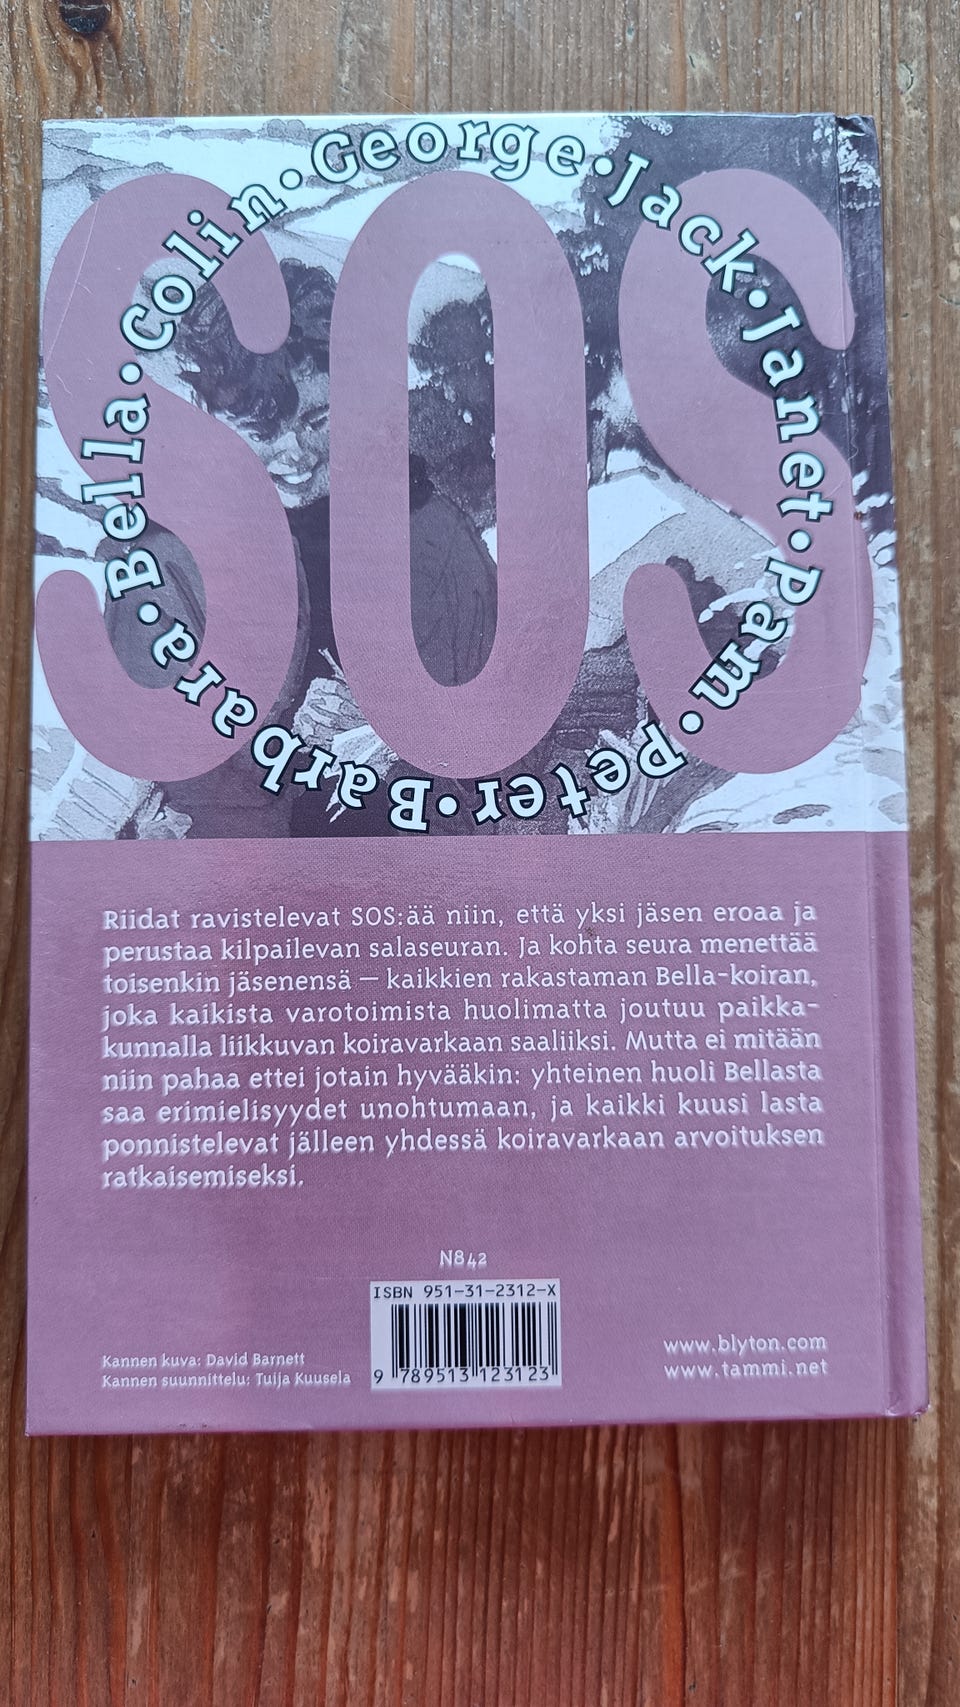 SOS
Barbara • Bella • Colin • George • Jack • Janet • Pam • Peter •
Riidat ravistelevat SOS:ää niin, että yksi jäsen eroaa ja
perustaa kilpailevan salaseuran. Ja kohta seura menettää
toisenkin jäsenensä – kaikkien rakastaman Bella-koiran,
joka kaikista varotoimista huolimatta joutuu paikka-
kunnalla liikkuvan koiravarkaan saaliiksi. Mutta ei mitään
niin pahaa ettei jotain hyvääkin: yhteinen huoli Bellasta
saa erimielisyydet unohtumaan, ja kaikki kuusi lasta
ponnistelevat jälleen yhdessä koiravarkaan arvoituksen
ratkaisemiseksi.
N842
ISBN 951-31-2312-X
9 789513 123123
Kannen kuva: David Barnett
Kannen suunnittelu: Tuija Kuusela
www.blyton.com
www.tammi.net